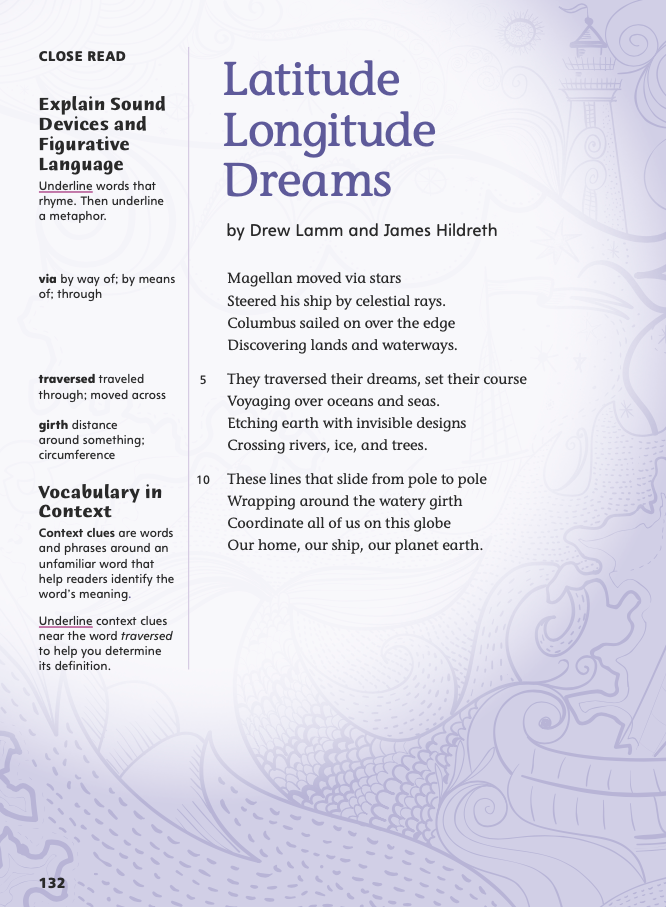 CLOSE READ
Explain Sound
Devices and
Figurative
Language
Underline words that
rhyme. Then underline
a metaphor.
via by way of; by means
of; through
traversed traveled
through; moved across
girth distance
around something;
circumference
Vocabulary in
Context
Context clues are words
and phrases around an
unfamiliar word that
help readers identify the
word's meaning.
Underline context clues
near the word traversed
to help you determine
its definition.
Latitude
Longitude
Dreams
by Drew Lamm and James Hildreth
Magellan moved via stars
Steered his ship by celestial rays.
Columbus sailed on over the edge
Discovering lands and waterways.
5 They traversed their dreams, set their course
Voyaging over oceans and seas.
Etching earth with invisible designs
Crossing rivers, ice, and trees.
10 These lines that slide from pole to pole
Wrapping around the watery girth
Coordinate all of us on this globe
Our home, our ship, our planet earth.
132